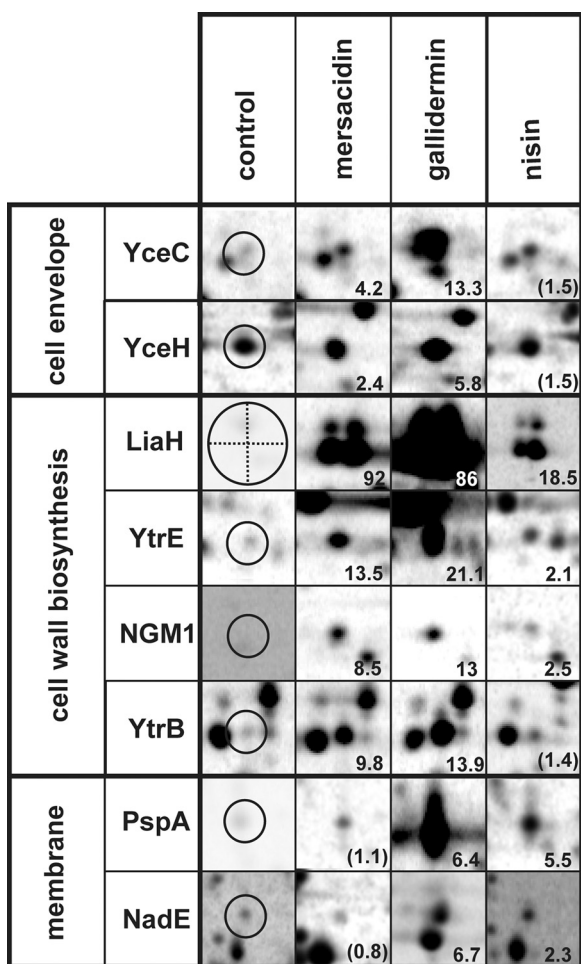 control mersacidin gallidermin nisin
cell envelope
YceC 4.2 13.3 (1.5)
YceH 2.4 5.8 (1.5)
cell wall biosynthesis
LiaH 92 86 18.5
YtrE 13.5 21.1 2.1
NGM1 8.5 13 2.5
YtrB 9.8 13.9 (1.4)
membrane
PspA (1.1) 6.4 5.5
NadE (0.8) 6.7 2.3